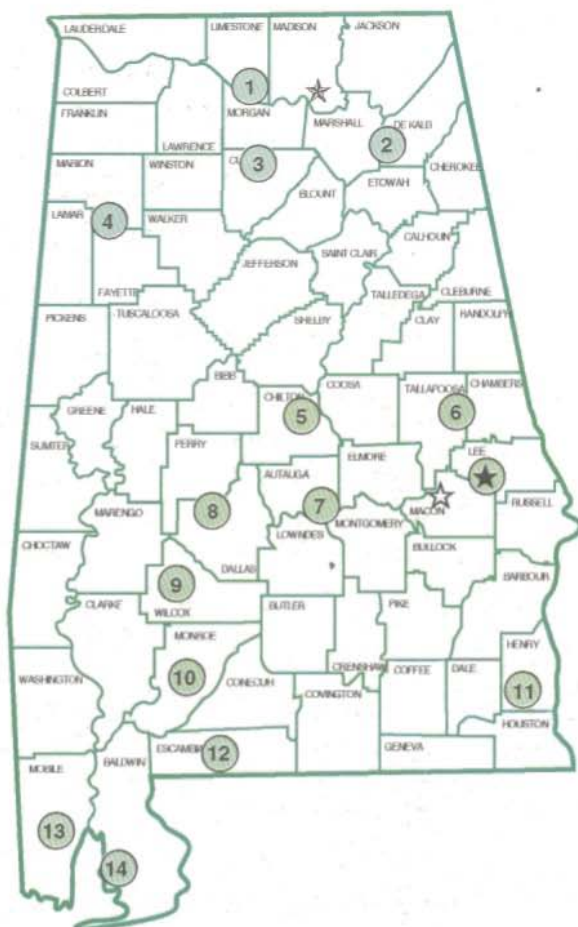 LAUDERDALE
LIMESTONE
MADISON
JACKSON
COLBERT
1
FRANKLIN
MORGAN
MARSHALL
DE KALB
2
LAWRENCE
3
MARION
WINSTON
CHEROKEE
ETOWAH
BLOUNT
LAMAR
4
WALKER
CALHOUN
SAINT CLAIR
JEFFERSON
FAYETTE
TALLEDEGA
CLEBURNE
PICKENS
TUSCALOOSA
SHELBY
CLAY
RANDOLPH
BIBB
COOSA
TALLAPOOSA
CHAMBERS
CHILTON
5
6
GREENE
HALE
SUMTER
PERRY
ELMORE
LEE
AUTAUGA
8
7
MACON
RUSSELL
MARENGO
MONTGOMERY
LOWNDES
CHOCTAW
BULLOCK
DALLAS
BARBOUR
9
CLARKE
WILCOX
BUTLER
PIKE
MONROE
HENRY
10
CONECUH
CRENSHAW
COFFEE
DALE
WASHINGTON
COVINGTON
11
HOUSTON
ESCAMBIA
12
GENEVA
MOBILE
BALDWIN
13
14